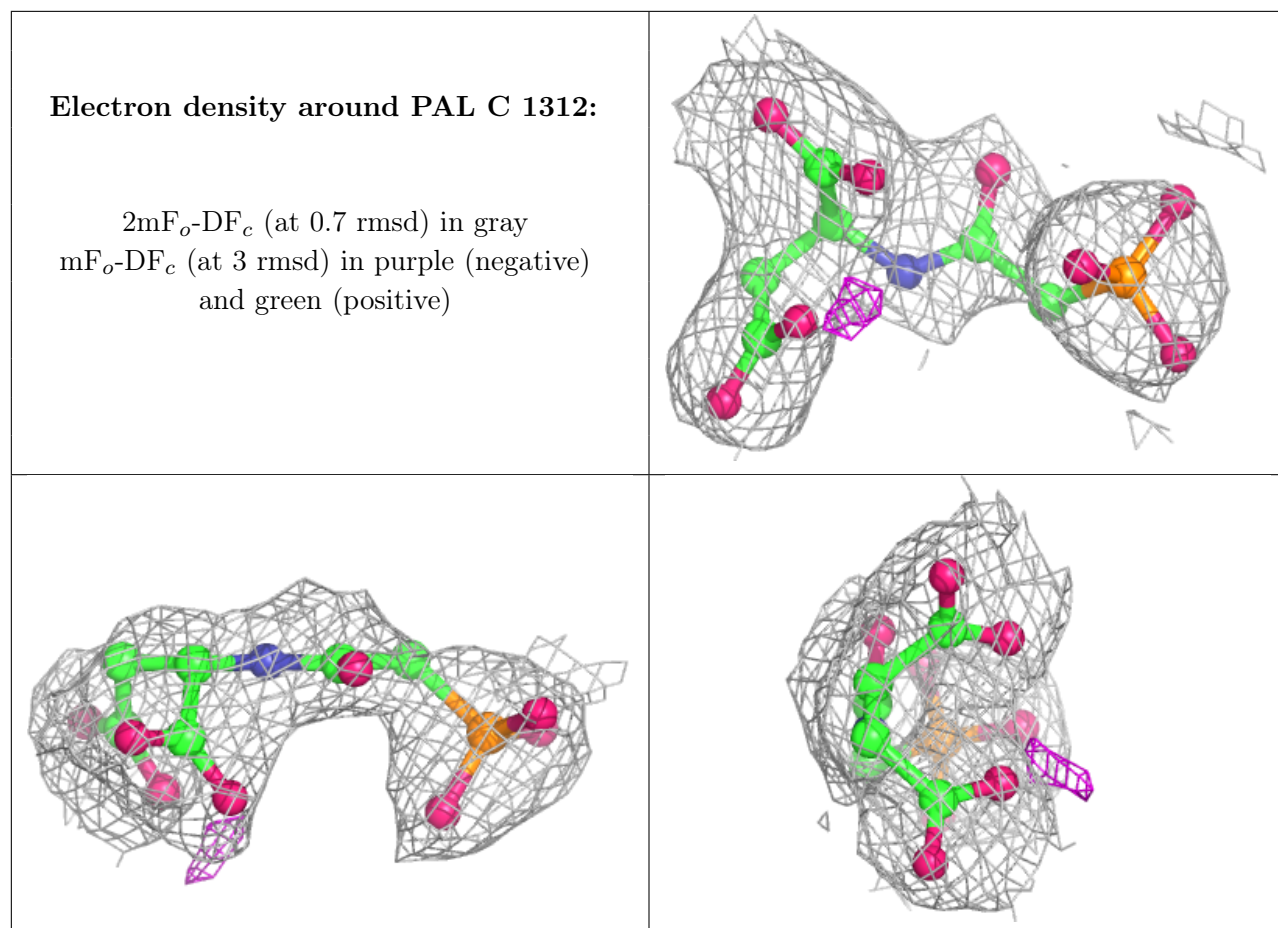 Electron density around PAL C 1312:
2mFo-DFc (at 0.7 rmsd) in gray
mFo-DFc (at 3 rmsd) in purple (negative)
and green (positive)